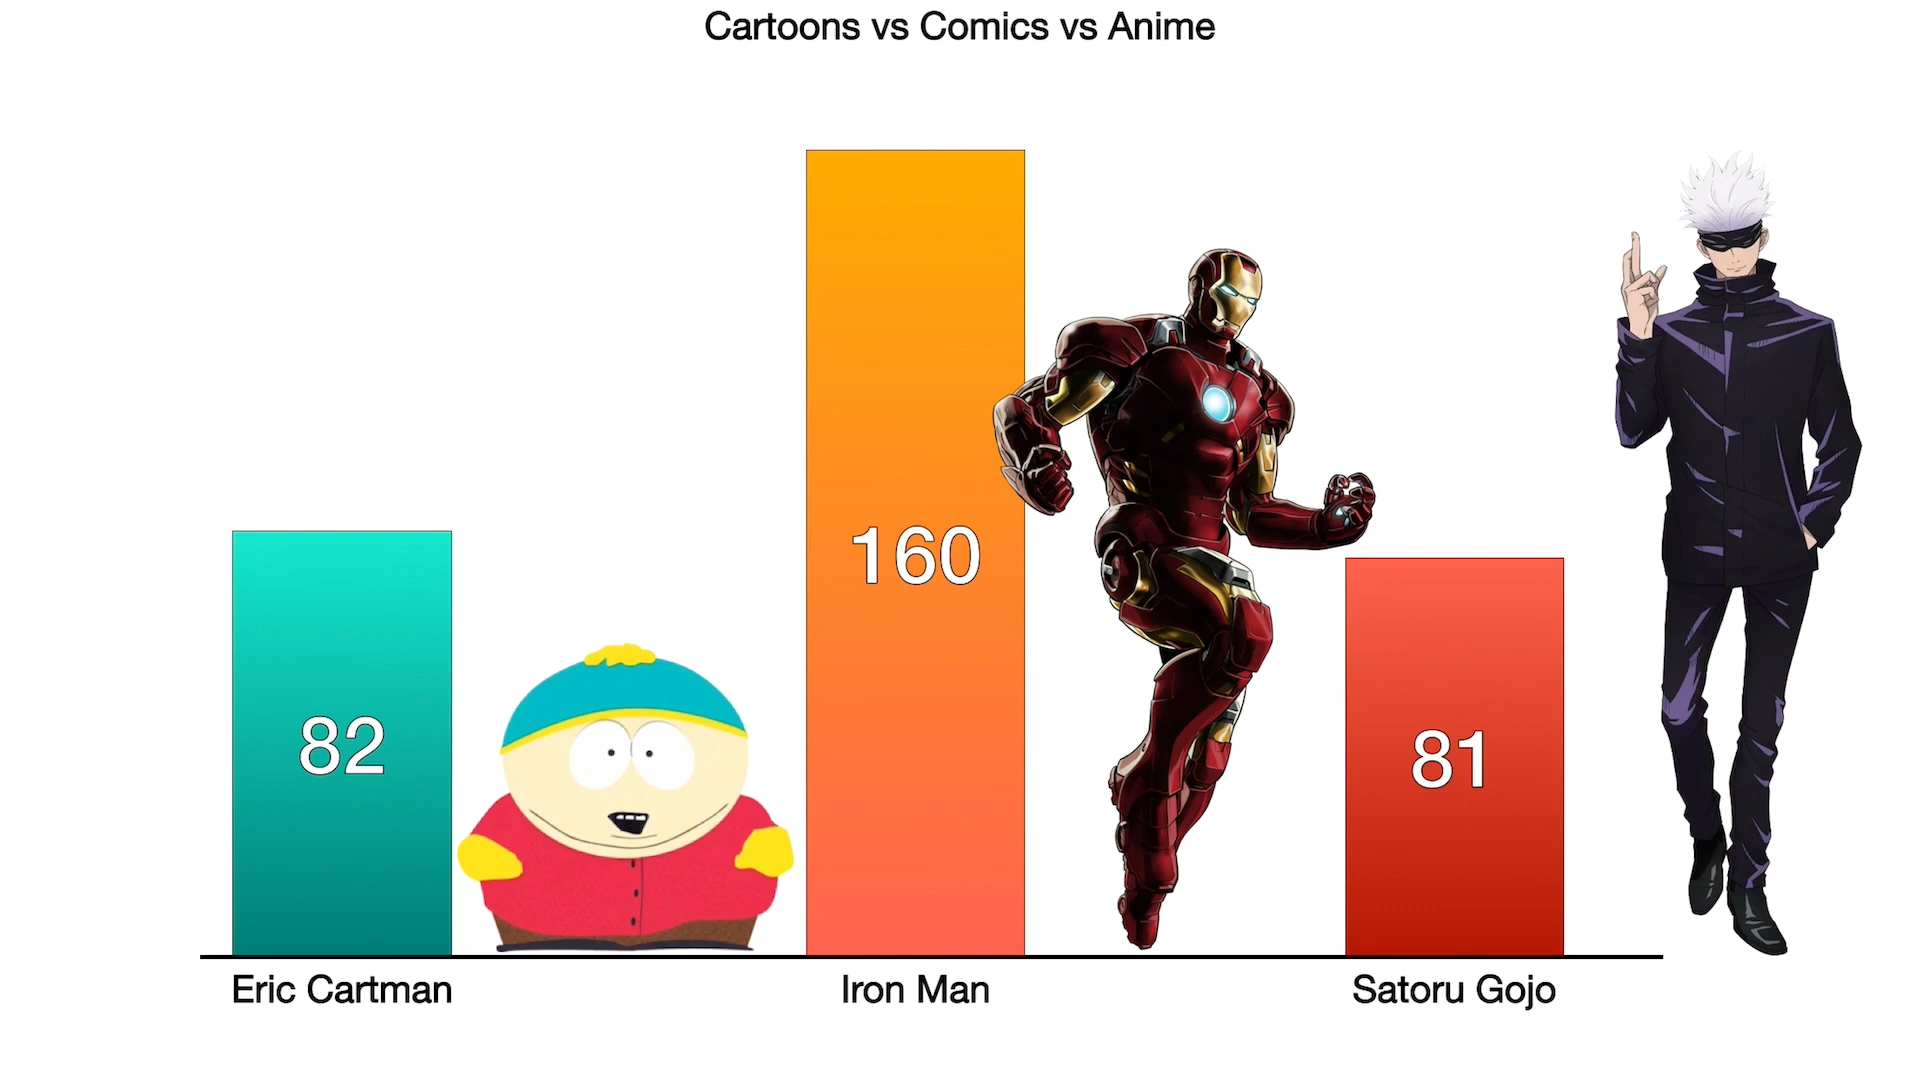 Cartoons vs Comics vs Anime
82
160
81
Eric Cartman
Iron Man
Satoru Gojo